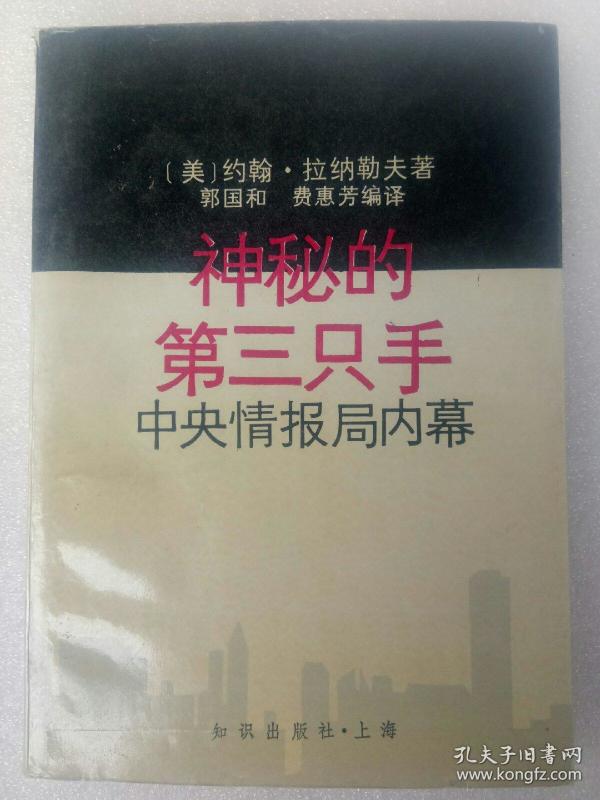 〔美〕约翰·拉纳勒夫著
郭国和 费惠芳编译
神秘的
第三只手
中央情报局内幕
知识出版社·上海
孔夫子旧书网
www.kongfz.com